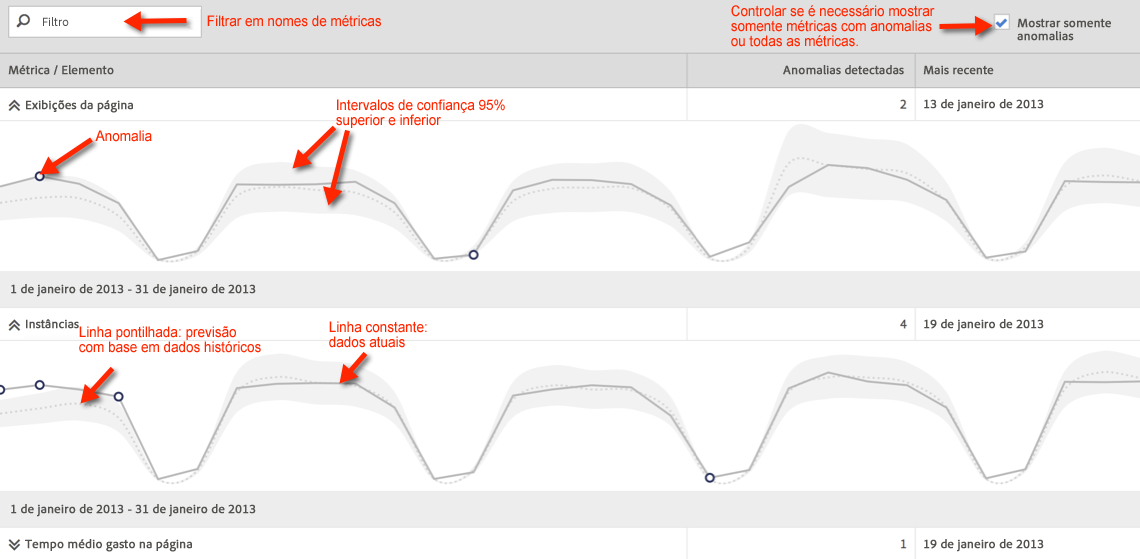 Filtro
Filtrar em nomes de métricas
Controlar se é necessário mostrar
somente métricas com anomalias
ou todas as métricas.
Mostrar somente
anomalias
Métrica / Elemento
Anomalias detectadas
Mais recente
Exibições da página
2
13 de janeiro de 2013
Intervalos de confiança 95%
superior e inferior
Anomalia
1 de janeiro de 2013 - 31 de janeiro de 2013
Instâncias
4
19 de janeiro de 2013
Linha pontilhada: previsão
com base em dados históricos
Linha constante:
dados atuais
1 de janeiro de 2013 - 31 de janeiro de 2013
Tempo médio gasto na página
1
19 de janeiro de 2013